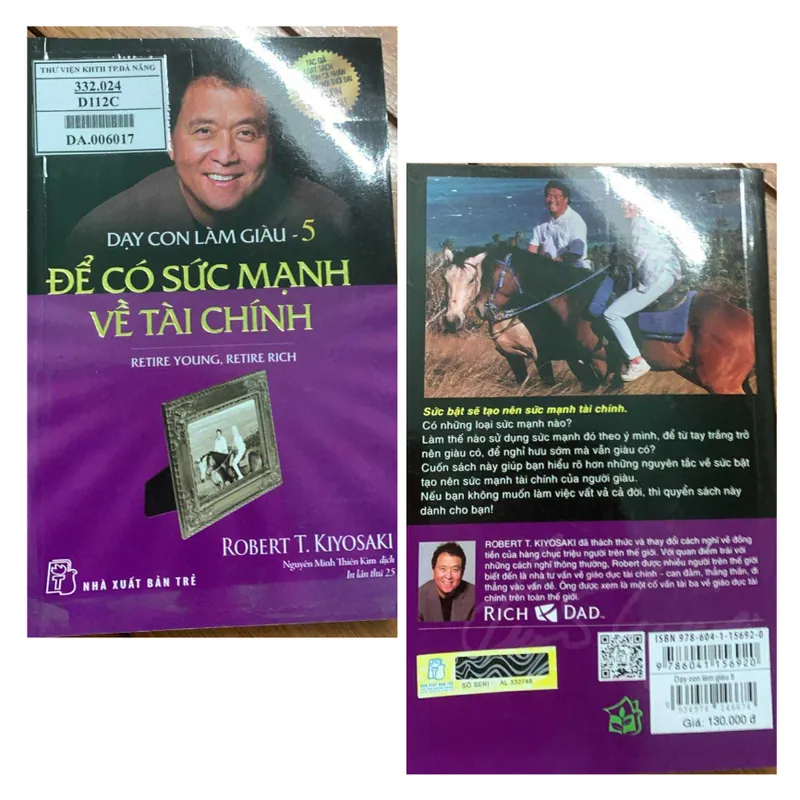 THƯ VIỆN KHTH TP.ĐÀ NẴNG
332.024
D112C
DA.006017
TÁC GIẢ
DẠY CON LÀM GIÀU - 5
ĐỂ CÓ SỨC MẠNH
VỀ TÀI CHÍNH
RETIRE YOUNG, RETIRE RICH
ROBERT T. KIYOSAKI
Nguyên Minh Thiên Kim dịch
In lần thứ 25
NHÀ XUẤT BẢN TRẺ
Sức bật sẽ tạo nên sức mạnh tài chính.
Có những loại sức mạnh nào?
Làm thế nào sử dụng sức mạnh đó theo ý mình, để từ tay trắng trở
nên giàu có, để nghỉ hưu sớm mà vẫn giàu có?
Cuốn sách này giúp bạn hiểu rõ hơn những nguyên tắc về sức bật
tạo nên sức mạnh tài chính của người giàu.
Nếu bạn không muốn làm việc vất vả cả đời, thì quyển sách này
dành cho bạn!
ROBERT T. KIYOSAKI đã thách thức và thay đổi cách nghĩ về đồng
tiền của hàng chục triệu người trên thế giới. Với quan điểm trái với
những cách nghĩ thông thường, Robert được nhiều người trên thế giới
biết đến là nhà tư vấn về giáo dục tài chính - can đảm, thẳng thắn, đi
thẳng vào vấn đề. Ông được xem là một cố vấn tài ba về giáo dục tài
chính trên toàn thế giới.
RICH DAD
ISBN 978-604-1-15692-0
9786041156920
SỐ SERI: AL 332748
Dạy con làm giàu 5
8 934974 149674
Giá: 130.000 đ